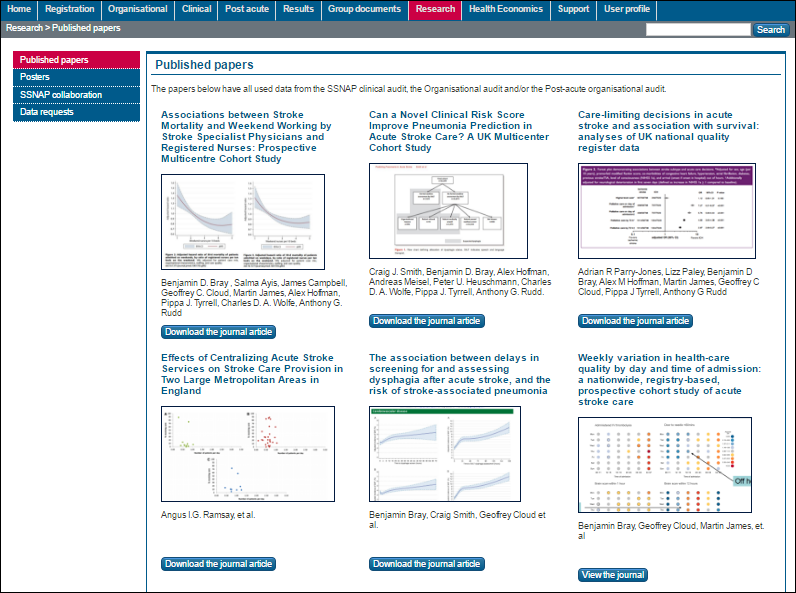 Home Registration Organisational Clinical Post acute Results Group documents Research Health Economics Support User profile
Research > Published papers
Search
Published papers
Posters
SSNAP collaboration
Data requests
Published papers
The papers below have all used data from the SSNAP clinical audit, the Organisational audit and/or the Post-acute organisational audit.
Associations between Stroke
Mortality and Weekend Working by
Stroke Specialist Physicians and
Registered Nurses: Prospective
Multicentre Cohort Study
Benjamin D. Bray , Salma Ayis, James Campbell,
Geoffrey C. Cloud, Martin James, Alex Hoffman,
Pippa J. Tyrrell, Charles D. A. Wolfe, Anthony G.
Rudd
Download the journal article
Can a Novel Clinical Risk Score
Improve Pneumonia Prediction in
Acute Stroke Care? A UK Multicenter
Cohort Study
Craig J. Smith, Benjamin D. Bray, Alex Hoffman,
Andreas Meisel, Peter U. Heuschmann, Charles
D. A. Wolfe, Pippa J. Tyrrell, Anthony G. Rudd.
Download the journal article
Care-limiting decisions in acute
stroke and association with survival:
analyses of UK national quality
register data
Adrian R Parry-Jones, Lizz Paley, Benjamin D
Bray, Alex M Hoffman, Martin James, Geoffrey C
Cloud, Pippa J Tyrrell, Anthony G Rudd
Download the journal article
Effects of Centralizing Acute Stroke
Services on Stroke Care Provision in
Two Large Metropolitan Areas in
England
Angus I.G. Ramsay, et al.
Download the journal article
The association between delays in
screening for and assessing
dysphagia after acute stroke, and the
risk of stroke-associated pneumonia
Benjamin Bray, Craig Smith, Geoffrey Cloud et
al.
Download the journal article
Weekly variation in health-care
quality by day and time of admission:
a nationwide, registry-based,
prospective cohort study of acute
stroke care
Off h
Benjamin Bray, Geoffrey Cloud, Martin James, et.
al
View the journal